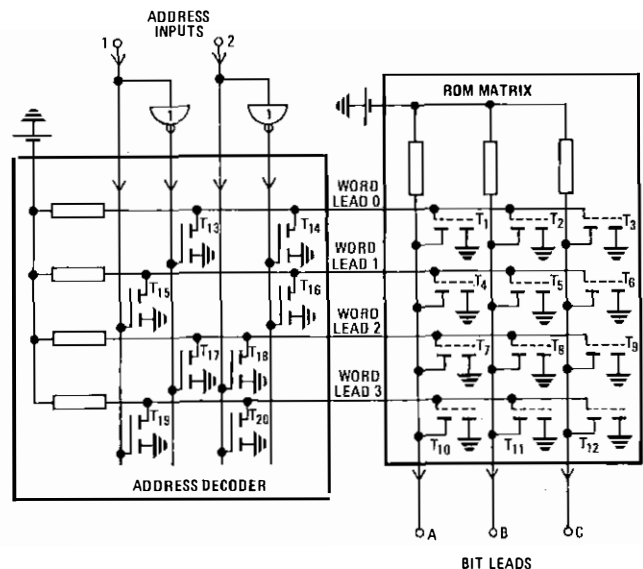 ADDRESS
INPUTS
1 2
1 1
ROM MATRIX
WORD
LEAD 0
T13 T14
T1 T2 T3
WORD
LEAD 1
T15 T16
T4 T5 T6
WORD
LEAD 2
T17 T18
T7 T8 T9
WORD
LEAD 3
T19 T20
T10 T11 T12
ADDRESS DECODER
A B C
BIT LEADS